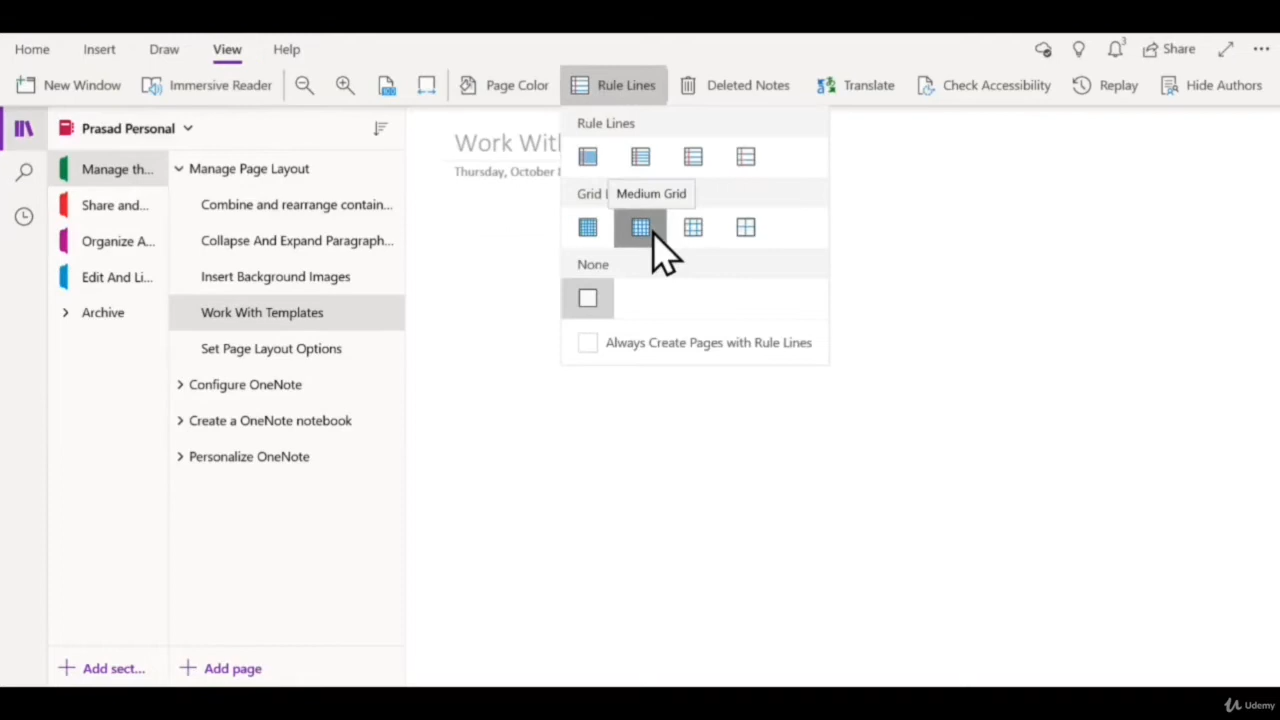 Home Insert Draw View Help 3 Share
New Window Immersive Reader Page Color Rule Lines Deleted Notes Translate Check Accessibility Replay Hide Authors
Prasad Personal
Manage th...
Share and...
Organize A...
Edit And Li...
Archive
Add sect...
Manage Page Layout
Combine and rearrange contain...
Collapse And Expand Paragraph...
Insert Background Images
Work With Templates
Set Page Layout Options
Configure OneNote
Create a OneNote notebook
Personalize OneNote
Add page
Work Wit
Thursday, October
Rule Lines
Grid
Medium Grid
None
Always Create Pages with Rule Lines
Udemy